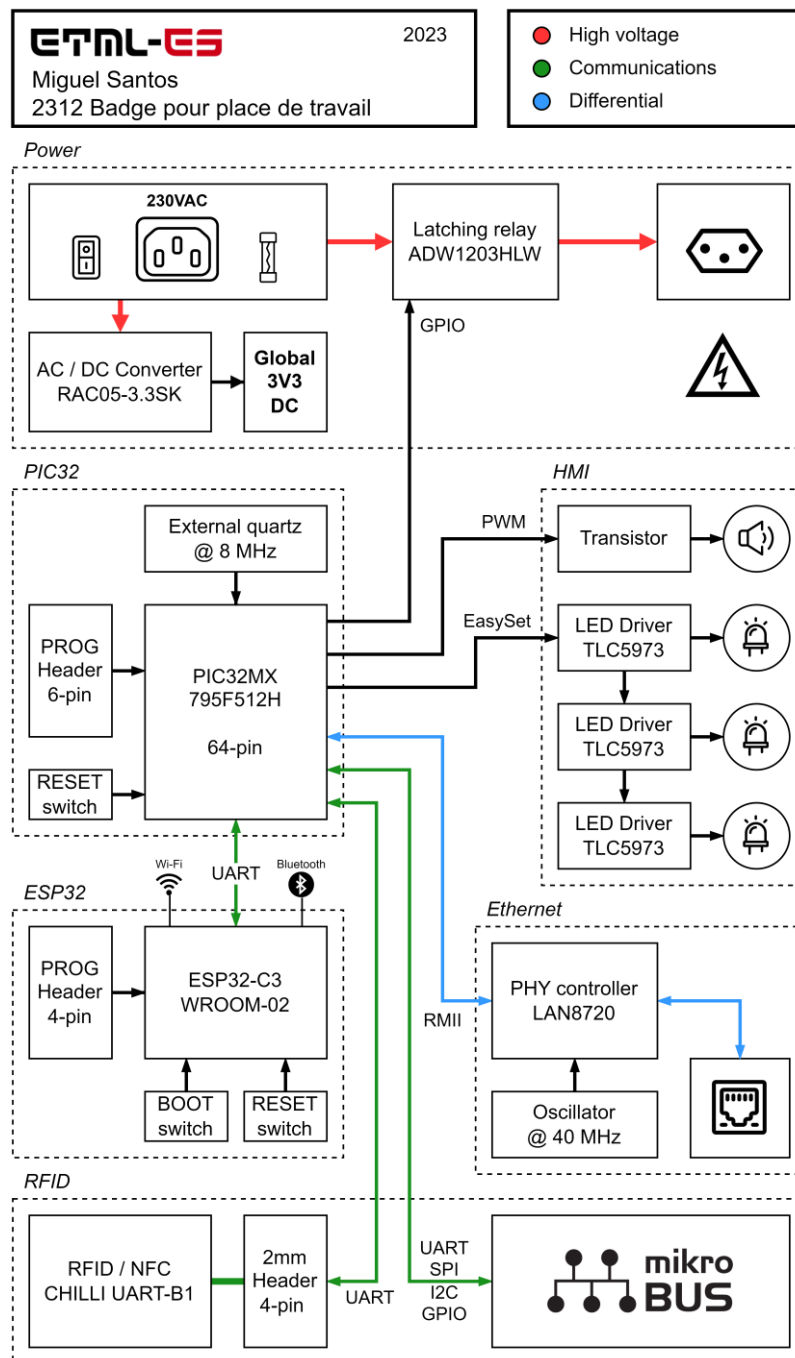 ETML-ES
2023
Miguel Santos
2312 Badge pour place de travail
High voltage
Communications
Differential
Power
230VAC
Latching relay
ADW1203HLW
GPIO
AC / DC Converter
RAC05-3.3SK
Global
3V3
DC
PIC32
External quartz
@ 8 MHz
PROG
Header
6-pin
PIC32MX
795F512H
64-pin
RESET
switch
HMI
PWM
Transistor
EasySet
LED Driver
TLC5973
LED Driver
TLC5973
LED Driver
TLC5973
UART
Wi-Fi
Bluetooth
ESP32
PROG
Header
4-pin
ESP32-C3
WROOM-02
BOOT
switch
RESET
switch
Ethernet
PHY controller
LAN8720
RMII
Oscillator
@ 40 MHz
RFID
RFID / NFC
CHILLI UART-B1
2mm
Header
4-pin
UART
UART
SPI
I2C
GPIO
mikro
BUS